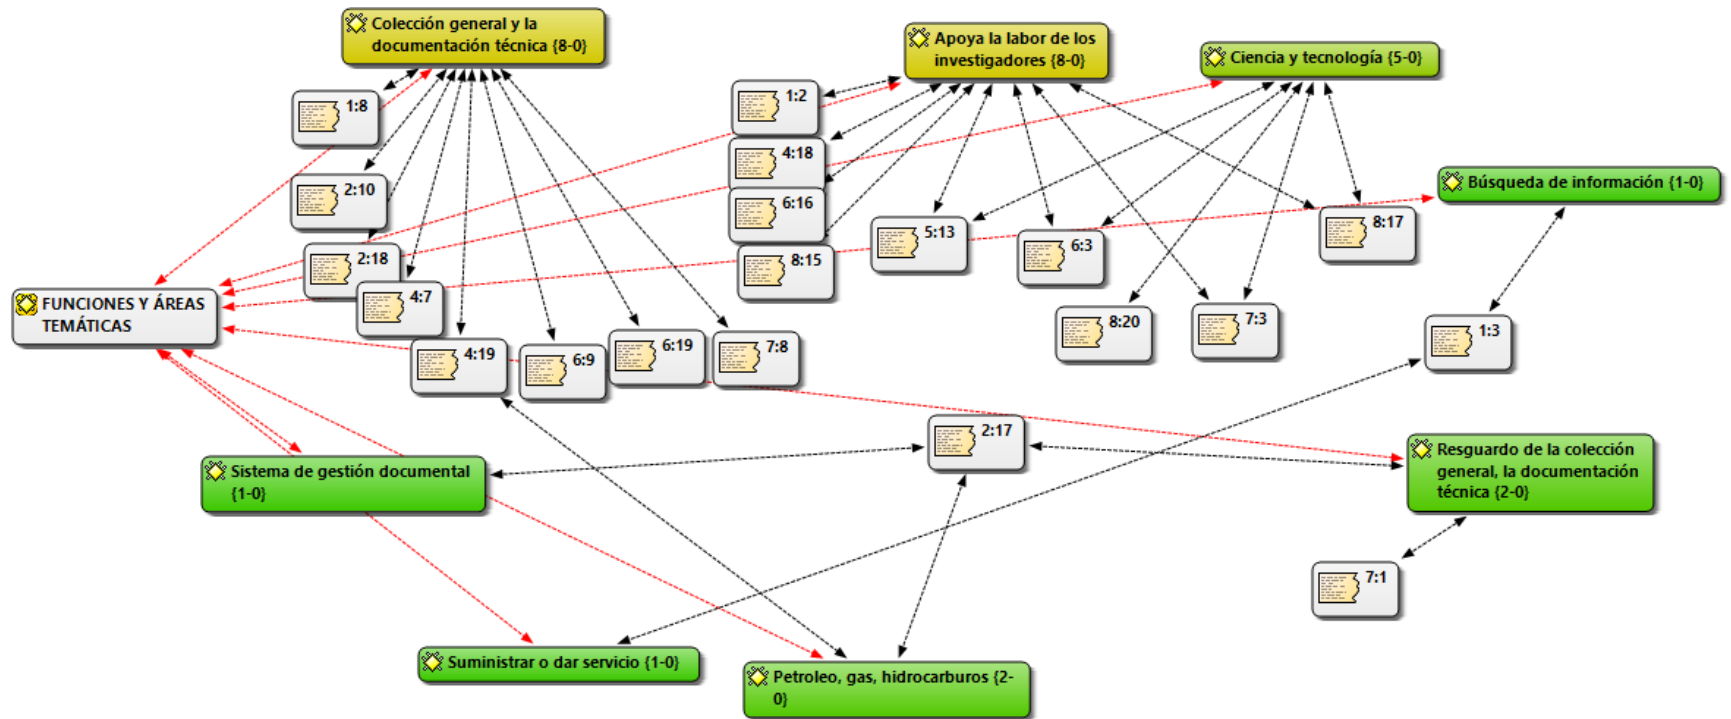 Colección general y la
documentación técnica {8-0}
Apoya la labor de los
investigadores {8-0}
Ciencia y tecnología {5-0}
1:8
1:2
4:18
2:10
Búsqueda de información {1-0}
6:16
8:17
5:13
6:3
2:18
8:15
4:7
FUNCIONES Y ÁREAS
TEMÁTICAS
8:20
7:3
1:3
4:19
6:9
6:19
7:8
2:17
Sistema de gestión documental
{1-0}
Resguardo de la colección
general, la documentación
técnica {2-0}
7:1
Suministrar o dar servicio {1-0}
Petroleo, gas, hidrocarburos {2-
0}